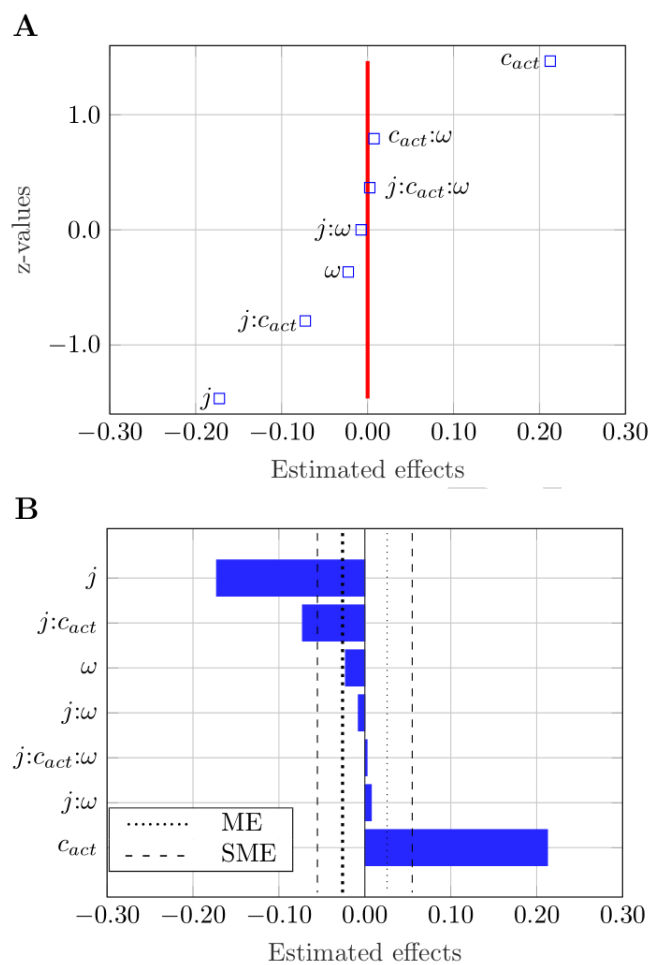 A
1.0
0.0
−1.0
z-values
c_act
c_act:ω
j:c_act:ω
j:ω
ω
j:c_act
j
−0.30 −0.20 −0.10 0.00 0.10 0.20 0.30
Estimated effects
B
j
j:c_act
ω
j:ω
j:c_act:ω
j:ω
c_act
ME
SME
−0.30 −0.20 −0.10 0.00 0.10 0.20 0.30
Estimated effects